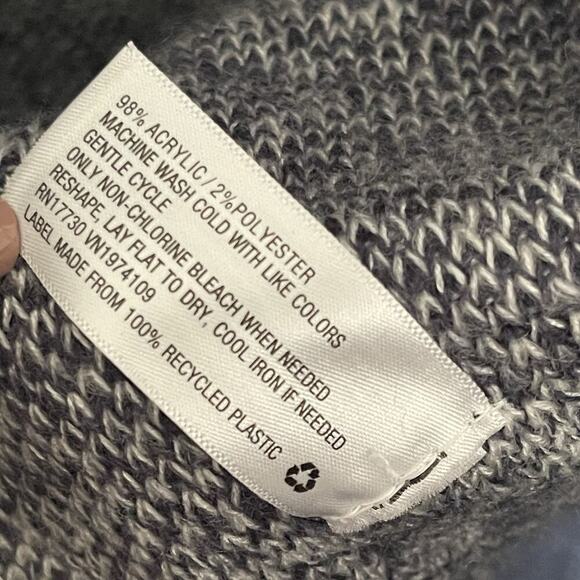 98% ACRYLIC / 2%POLYESTER
MACHINE WASH COLD WITH LIKE COLORS
GENTLE CYCLE
ONLY NON-CHLORINE BLEACH WHEN NEEDED
RESHAPE, LAY FLAT TO DRY, COOL IRON IF NEEDED
RN17730 VN1974109
LABEL MADE FROM 100% RECYCLED PLASTIC